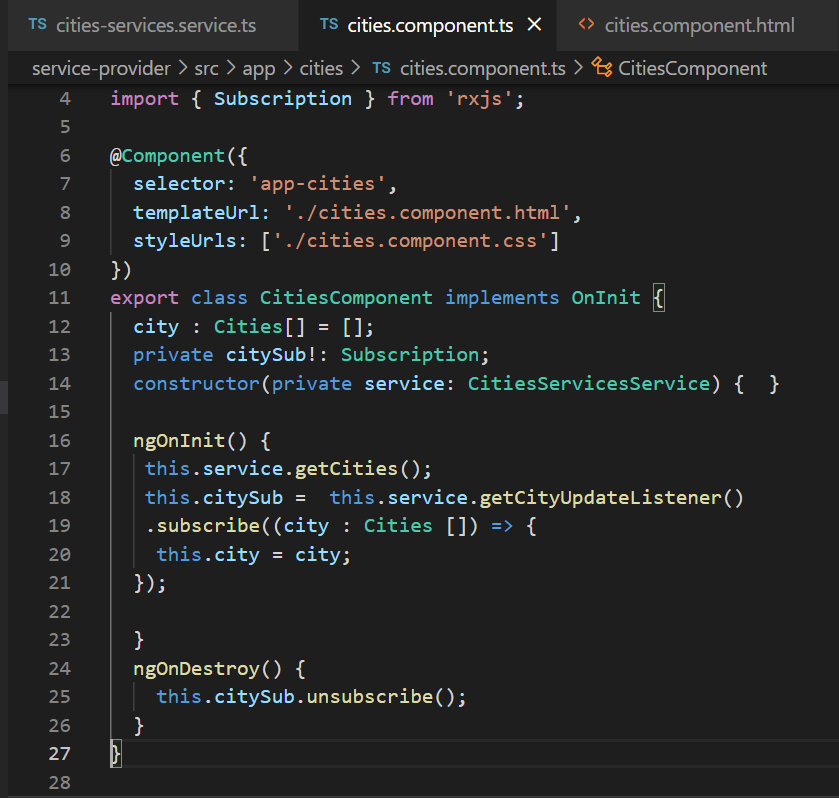 TS cities-services.service.ts TS cities.component.ts × <> cities.component.html
service-provider > src > app > cities > TS cities.component.ts > CitiesComponent
4 import { Subscription } from 'rxjs';
5
6 @Component({
7 selector: 'app-cities',
8 templateUrl: './cities.component.html',
9 styleUrls: ['./cities.component.css']
10 })
11 export class CitiesComponent implements OnInit {
12 city : Cities[] = [];
13 private citySub!: Subscription;
14 constructor(private service: CitiesServicesService) {  }
15
16 ngOnInit() {
17 this.service.getCities();
18 this.citySub =  this.service.getCityUpdateListener()
19 .subscribe((city : Cities []) => {
20 this.city = city;
21 });
22
23 }
24 ngOnDestroy() {
25 this.citySub.unsubscribe();
26 }
27 }
28